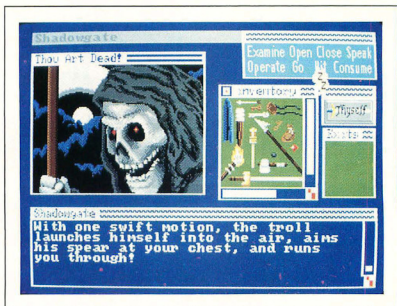 Shadowgate
Examine Open Close Speak
Operate Go Hit Consume
Thou Art Dead!
Inventory
Thyself
Exits
Shadowgate
With one swift motion, the troll
launches himself into the air, aims
his spear at your chest, and runs
you through!